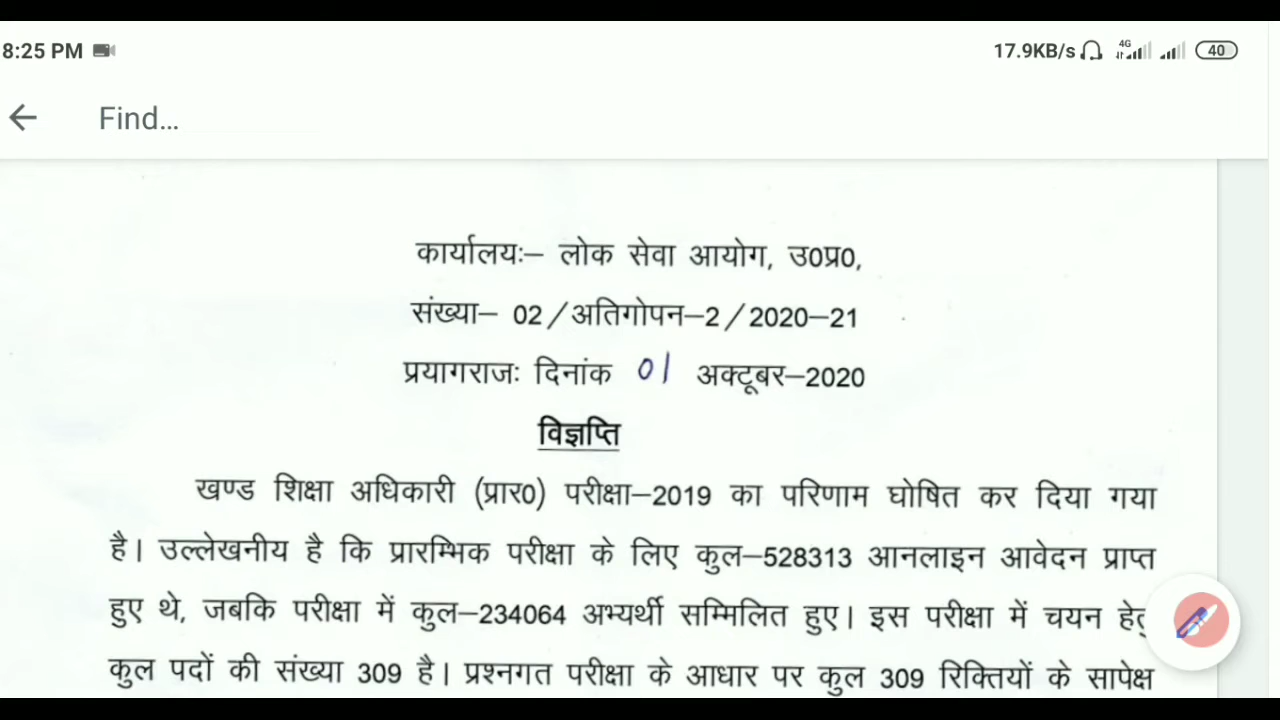 8:25 PM
17.9KB/s 4G 40
Find...
कार्यालयः– लोक सेवा आयोग, उ0प्र0,
संख्या– 02/अतिगोपन–2/2020–21
प्रयागराजः दिनांक 01 अक्टूबर–2020
विज्ञप्ति
खण्ड शिक्षा अधिकारी (प्रार0) परीक्षा–2019 का परिणाम घोषित कर दिया गया
है। उल्लेखनीय है कि प्रारम्भिक परीक्षा के लिए कुल–528313 आनलाइन आवेदन प्राप्त
हुए थे, जबकि परीक्षा में कुल–234064 अभ्यर्थी सम्मिलित हुए। इस परीक्षा में चयन हेतु
कुल पदों की संख्या 309 है। प्रश्नगत परीक्षा के आधार पर कुल 309 रिक्तियों के सापेक्ष